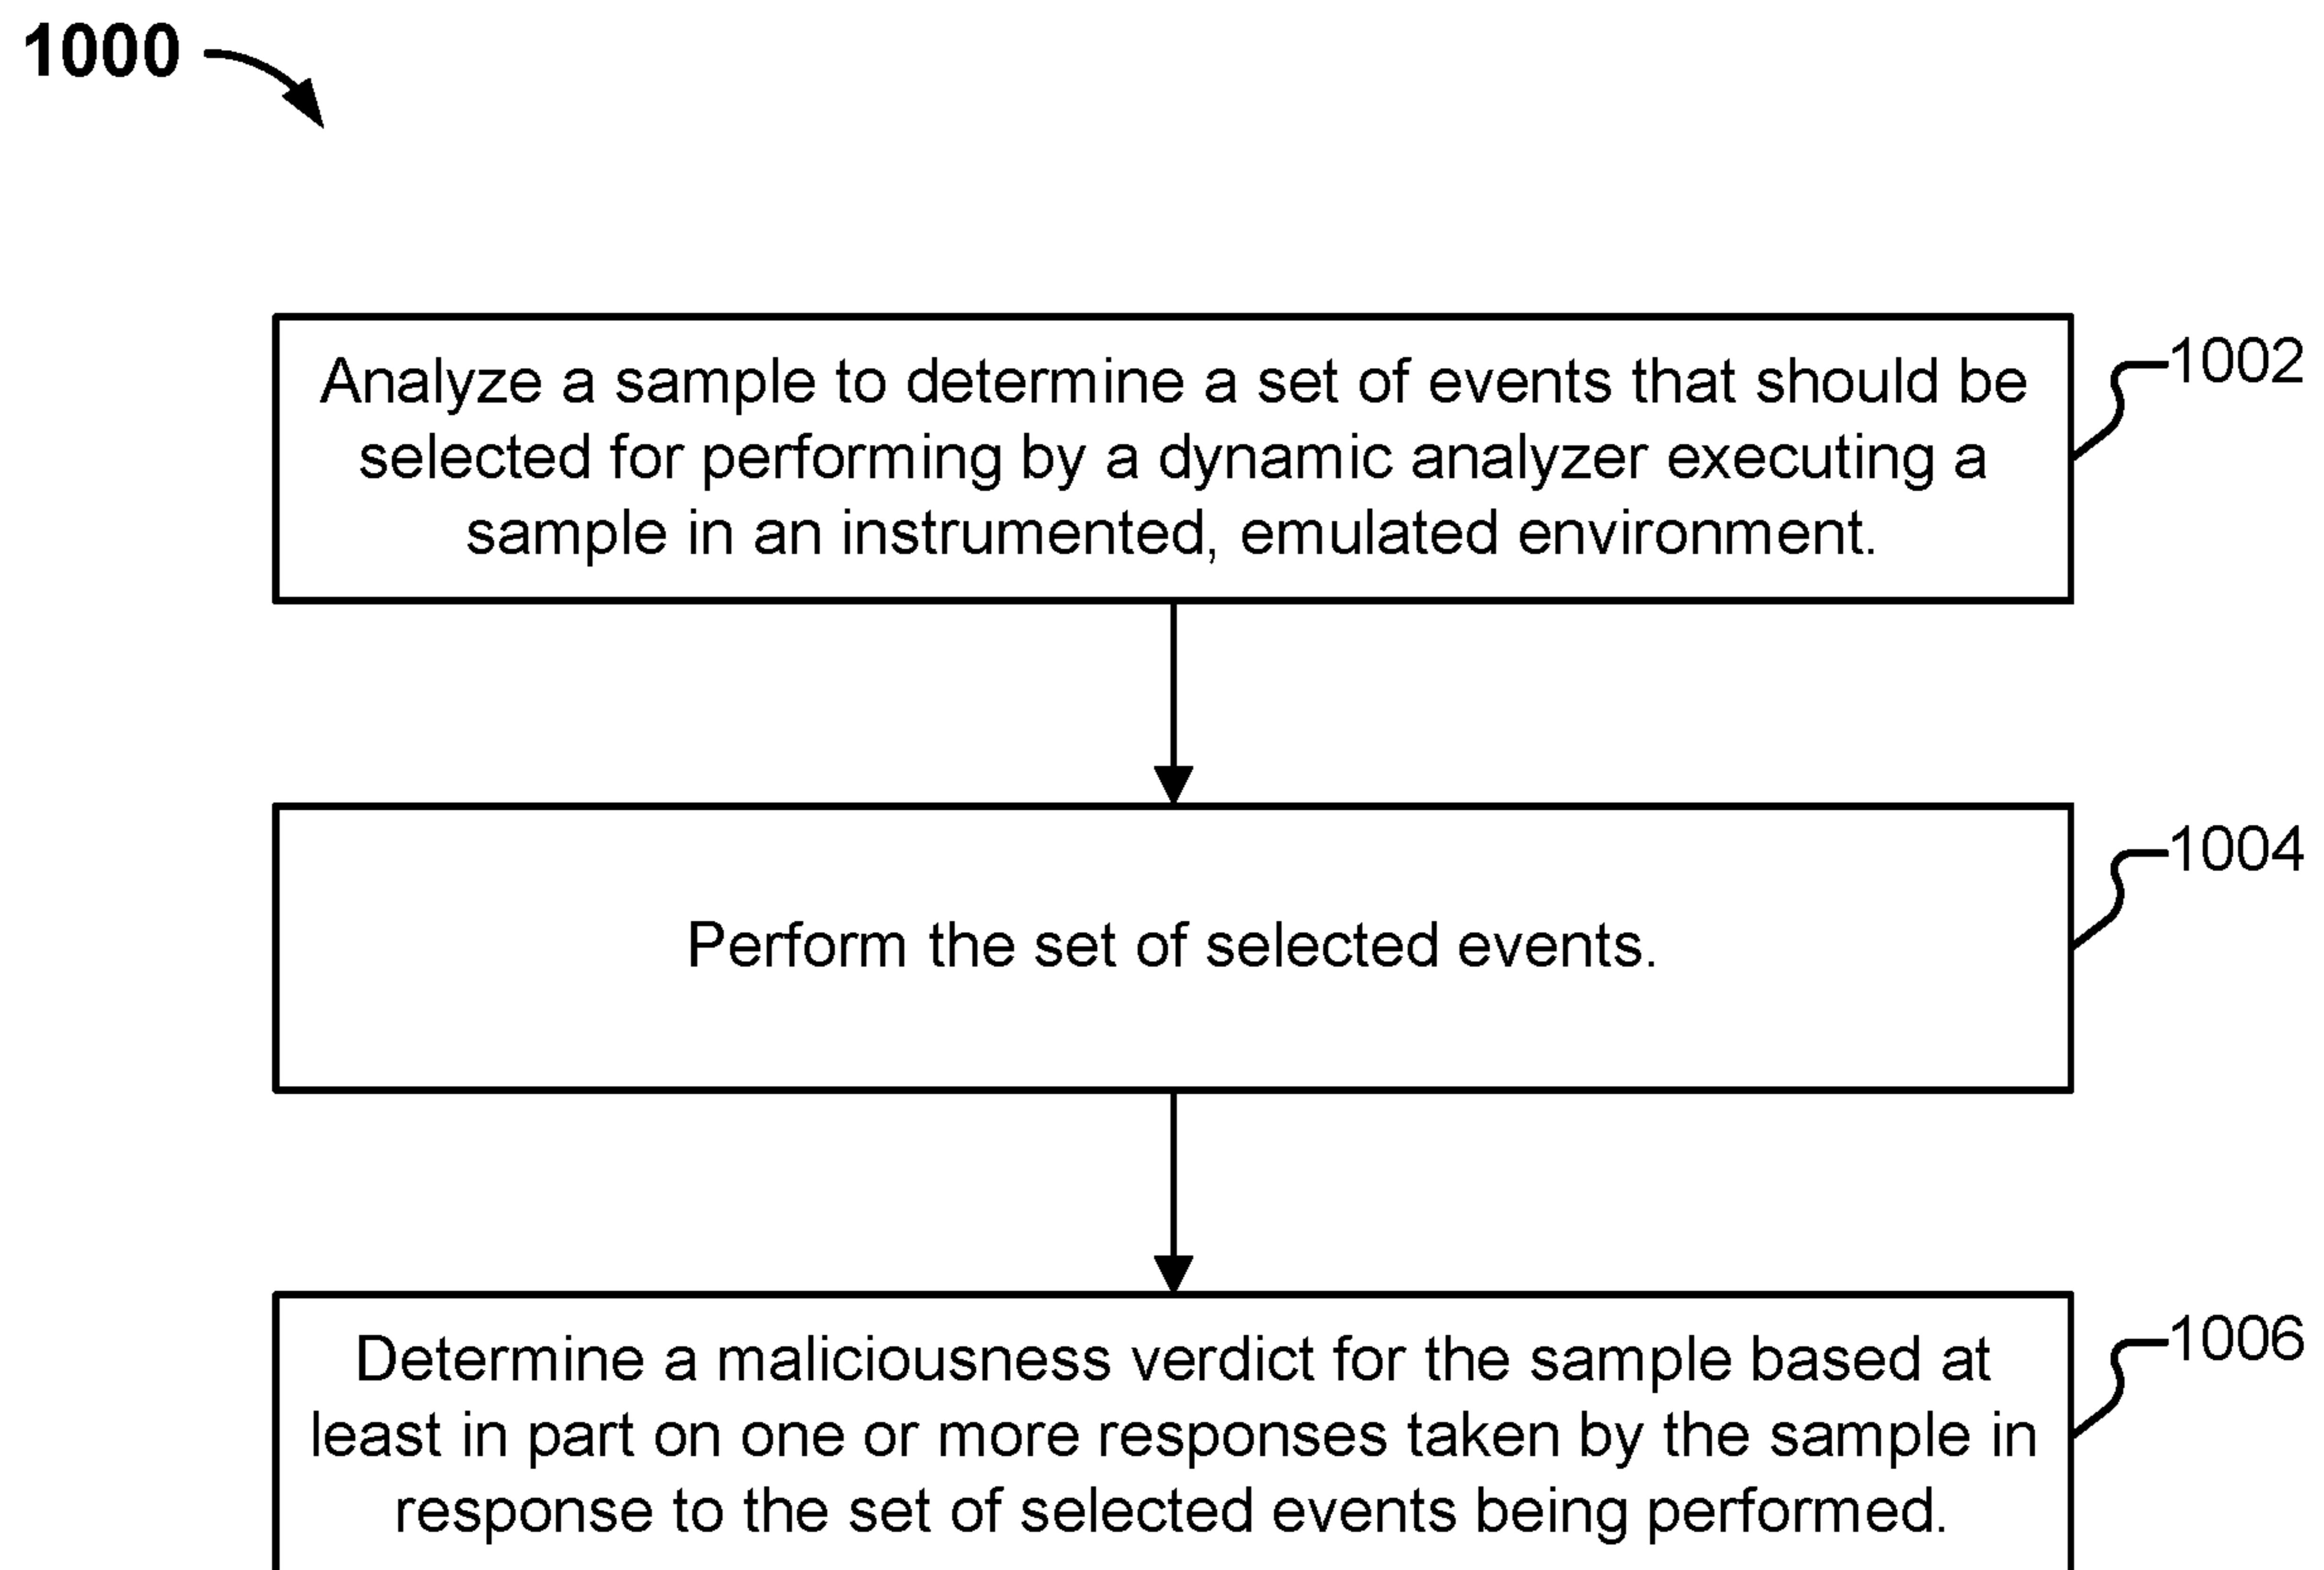 1000
Analyze a sample to determine a set of events that should be
selected for performing by a dynamic analyzer executing a
sample in an instrumented, emulated environment.
1002
Perform the set of selected events.
1004
Determine a maliciousness verdict for the sample based at
least in part on one or more responses taken by the sample in
response to the set of selected events being performed.
1006